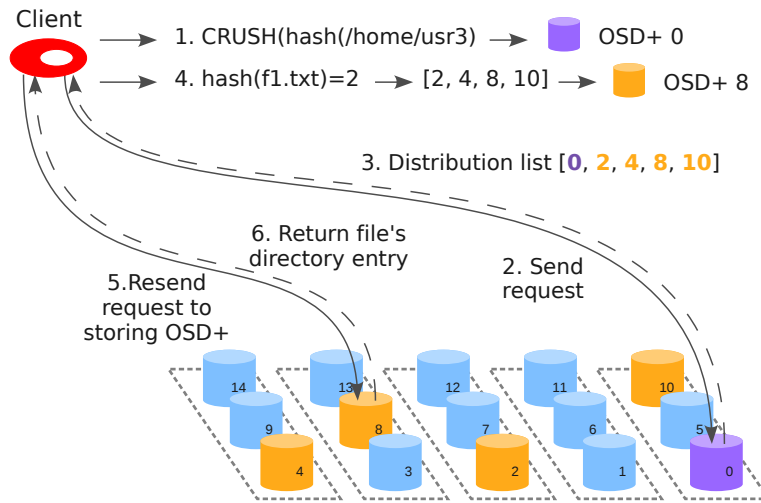 Client
1. CRUSH(hash(/home/usr3)
OSD+ 0
4. hash(f1.txt)=2
[2, 4, 8, 10]
OSD+ 8
3. Distribution list [0, 2, 4, 8, 10]
6. Return file's
directory entry
2. Send
request
5.Resend
request to
storing OSD+
14
13
12
11
10
9
8
7
6
5
4
3
2
1
0